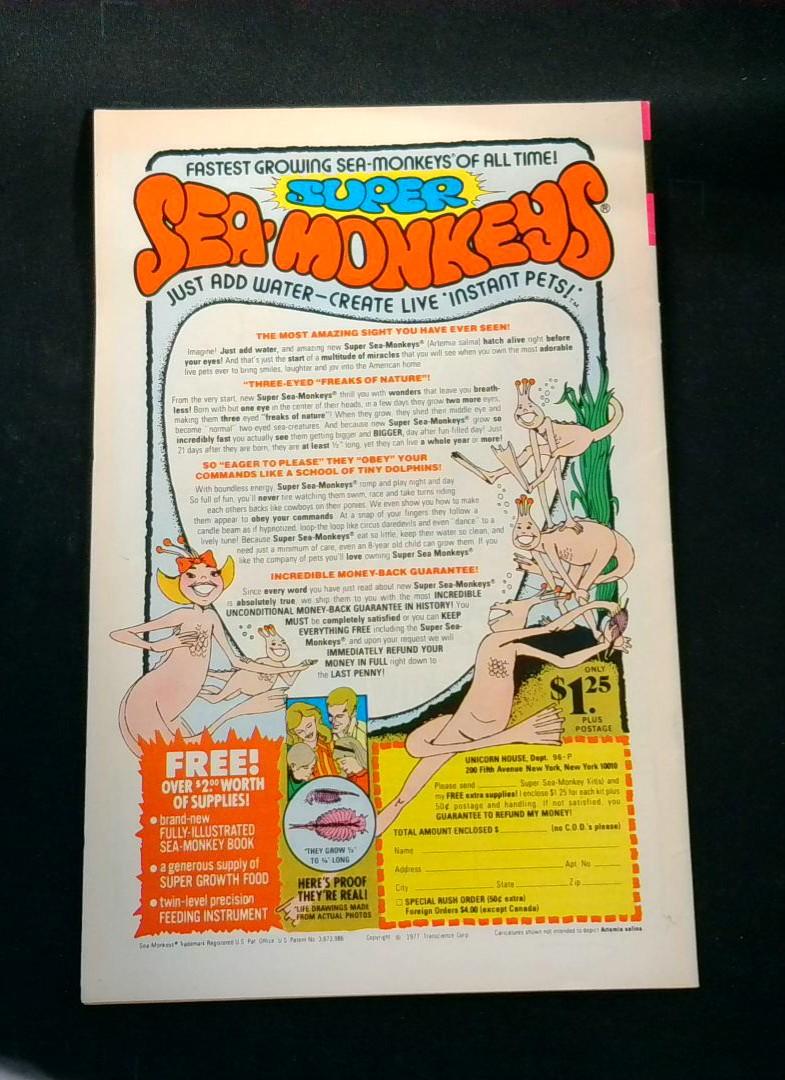 FASTEST GROWING SEA-MONKEYS® OF ALL TIME!
SUPER
SEA-MONKEYS®
JUST ADD WATER—CREATE LIVE "INSTANT PETS!"™
THE MOST AMAZING SIGHT YOU HAVE EVER SEEN!
Imagine! Just add water, and amazing new Super Sea-Monkeys® (Artemia salina) hatch alive right before
your eyes! And that's just the start of a multitude of miracles that you will see when you own the most adorable
live pets ever to bring smiles, laughter and joy into the American home
"THREE-EYED "FREAKS OF NATURE"!
From the very start, new Super Sea-Monkeys® thrill you with wonders that leave you breath-
less! Born with but one eye in the center of their heads, in a few days they grow two more eyes,
making them three eyed "freaks of nature"! When they grow, they shed their middle eye and
become "normal" two-eyed sea-creatures. And because new Super Sea-Monkeys® grow so
incredibly fast you actually see them getting bigger and BIGGER, day after fun-filled day! Just
21 days after they are born, they are at least ½" long, yet they can live a whole year or more!
SO "EAGER TO PLEASE" THEY "OBEY" YOUR
COMMANDS LIKE A SCHOOL OF TINY DOLPHINS!
With boundless energy, Super Sea-Monkeys® romp and play night and day
So full of fun, you'll never tire watching them swim, race and take turns riding
each others backs like cowboys on their ponies. We even show you how to make
them appear to obey your commands. At a snap of your fingers they follow a
candle beam as if hypnotized, loop-the loop like circus daredevils and even "dance" to a
lively tune! Because Super Sea-Monkeys® eat so little, keep their water so clean, and
need just a minimum of care, even an 8-year old child can grow them. If you
like the company of pets you'll love owning Super Sea Monkeys®
INCREDIBLE MONEY-BACK GUARANTEE!
Since every word you have just read about new Super Sea-Monkeys®
is absolutely true, we ship them to you with the most INCREDIBLE
UNCONDITIONAL MONEY-BACK GUARANTEE IN HISTORY! You
MUST be completely satisfied or you can KEEP
EVERYTHING FREE including the Super Sea-
Monkeys®, and upon your request we will
IMMEDIATELY REFUND YOUR
MONEY IN FULL right down to
the LAST PENNY!
ONLY
$1.25
PLUS
POSTAGE
FREE!
OVER $2.00 WORTH
OF SUPPLIES!
• brand-new
FULLY-ILLUSTRATED
SEA-MONKEY BOOK
• a generous supply of
SUPER GROWTH FOOD
• twin-level precision
FEEDING INSTRUMENT
"THEY GROW ½"
TO ¾" LONG
HERE'S PROOF
THEY'RE REAL!
"LIFE DRAWINGS MADE
FROM ACTUAL PHOTOS
UNICORN HOUSE, Dept. 96-P
200 Fifth Avenue New York, New York 10010
Please send ________ Super Sea-Monkey Kit(s) and
my FREE extra supplies! I enclose $1.25 for each kit plus
50¢ postage and handling. If not satisfied, you
GUARANTEE TO REFUND MY MONEY!
TOTAL AMOUNT ENCLOSED $ ________ (no C.O.D.'s please)
Name
Address ________ Apt. No. ________
City ________ State ________ Zip ________
☐ SPECIAL RUSH ORDER (50¢ extra)
Foreign Orders $4.00 (except Canada)
Sea-Monkeys® Trademark Registered U.S. Pat. Office U.S. Patent No. 3,673,986 Copyright © 1977 Transcience Corp. Caricatures shown not intended to depict Artemia salina